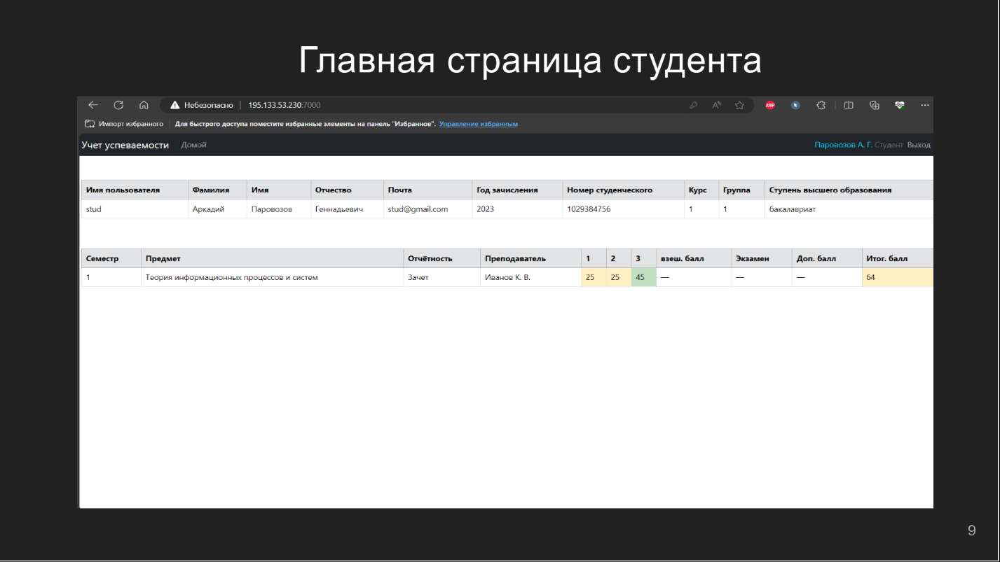 Главная страница студента
Небезопасно | 195.133.53.230:7000
ABP
Импорт избранного Для быстрого доступа поместите избранные элементы на панель "Избранное". Управление избранным
Учет успеваемости Домой Паровозов А. Г. Студент Выход
Имя пользователя Фамилия Имя Отчество Почта Год зачисления Номер студенческого Курс Группа Ступень высшего образования
stud Аркадий Паровозов Геннадьевич stud@gmail.com 2023 1029384756 1 1 бакалавриат
Семестр Предмет Отчётность Преподаватель 1 2 3 взеш. балл Экзамен Доп. балл Итог. балл
1 Теория информационных процессов и систем Зачет Иванов К. В. 25 25 45 — — — 64
9